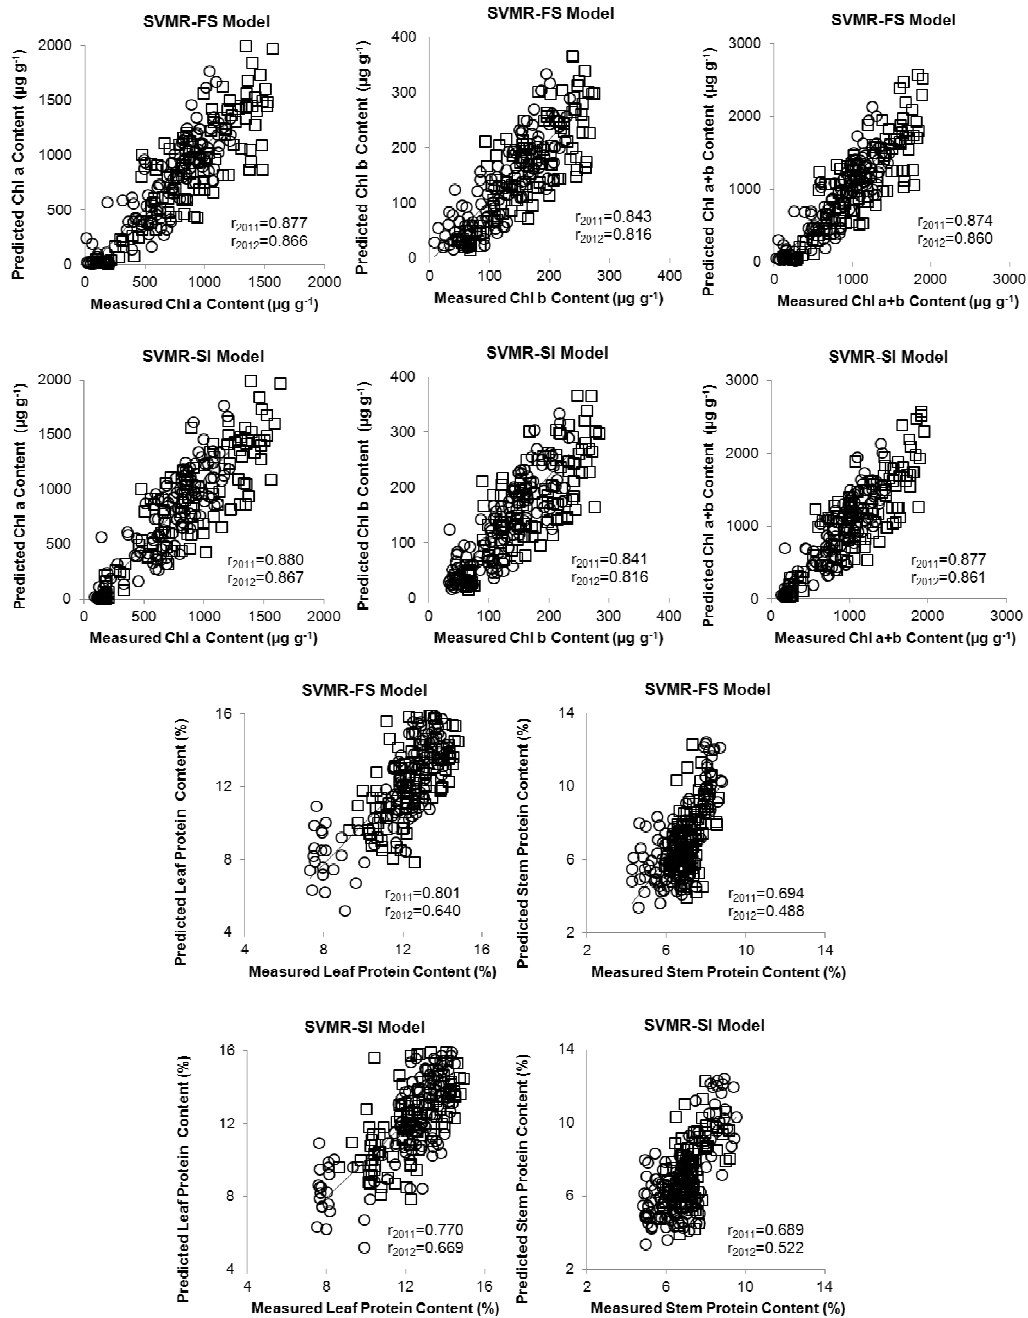 SVMR-FS Model
SVMR-FS Model
SVMR-FS Model
Predicted Chl a Content (µg g-1)
2000
1500
1000
500
0
r2011=0.877
r2012=0.866
0 500 1000 1500 2000
Measured Chl a Content (µg g-1)
Predicted Chl b Content (µg g-1)
400
300
200
100
0
r2011=0.843
r2012=0.816
0 100 200 300 400
Measured Chl b Content (µg g-1)
Predicted Chl a+b Content (µg g-1)
3000
2000
1000
0
r2011=0.874
r2012=0.860
0 1000 2000 3000
Measured Chl a+b Content (µg g-1)
SVMR-SI Model
SVMR-SI Model
SVMR-SI Model
Predicted Chl a Content (µg g-1)
2000
1500
1000
500
0
r2011=0.880
r2012=0.867
0 500 1000 1500 2000
Measured Chl a Content (µg g-1)
Predicted Chl b Content (µg g-1)
400
300
200
100
0
r2011=0.841
r2012=0.816
0 100 200 300 400
Measured Chl b Content (µg g-1)
Predicted Chl a+b Content (µg g-1)
3000
2000
1000
0
r2011=0.877
r2012=0.861
0 1000 2000 3000
Measured Chl a+b Content (µg g-1)
SVMR-FS Model
SVMR-FS Model
Predicted Leaf Protein Content (%)
16
12
8
4
r2011=0.801
r2012=0.640
4 8 12 16
Measured Leaf Protein Content (%)
Predicted Stem Protein Content (%)
14
10
6
2
r2011=0.694
r2012=0.488
2 6 10 14
Measured Stem Protein Content (%)
SVMR-SI Model
SVMR-SI Model
Predicted Leaf Protein Content (%)
16
12
8
4
r2011=0.770
r2012=0.669
4 8 12 16
Measured Leaf Protein Content (%)
Predicted Stem Protein Content (%)
14
10
6
2
r2011=0.689
r2012=0.522
2 6 10 14
Measured Stem Protein Content (%)